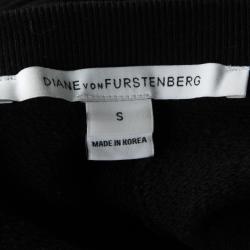 DIANE VON FURSTENBERG
S
MADE IN KOREA